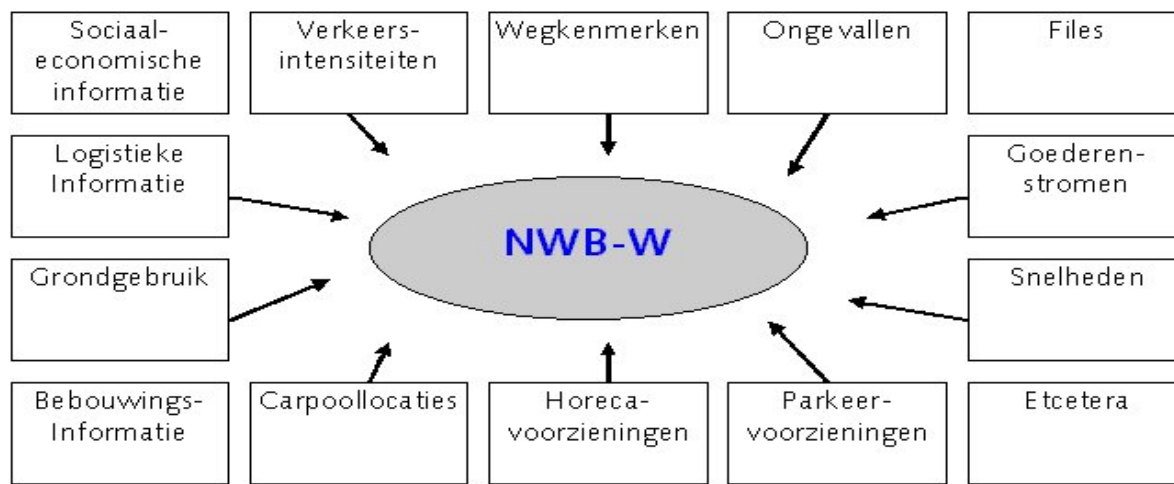 Sociaal-
economische
informatie
Verkeers-
intensiteiten
Wegkenmerken
Ongevallen
Files
Logistieke
Informatie
Goederen-
stromen
NWB-W
Grondgebruik
Snelheden
Bebouwings-
Informatie
Carpoollocaties
Horeca-
voorzieningen
Parkeer-
voorzieningen
Etcetera